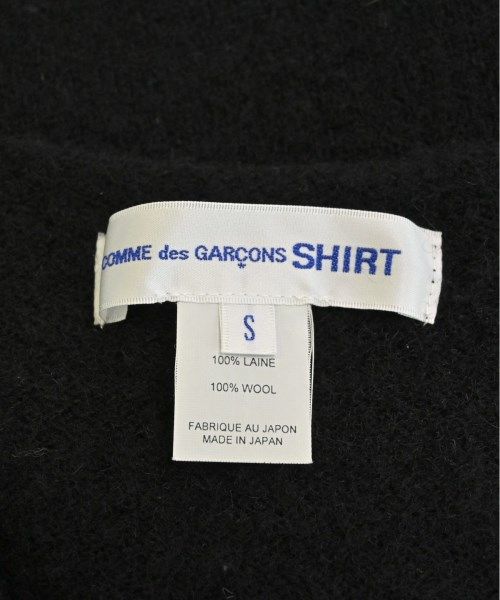 COMME des GARÇONS SHIRT
S
100% LAINE
100% WOOL
FABRIQUE AU JAPON
MADE IN JAPAN